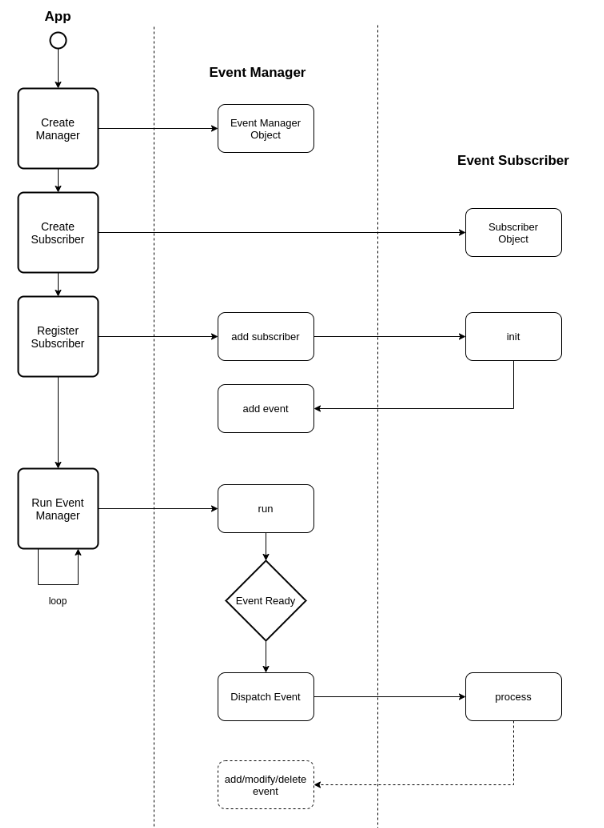 App
Event Manager
Create
Manager
Event Manager
Object
Event Subscriber
Create
Subscriber
Subscriber
Object
Register
Subscriber
add subscriber
init
add event
Run Event
Manager
run
loop
Event Ready
Dispatch Event
process
add/modify/delete
event